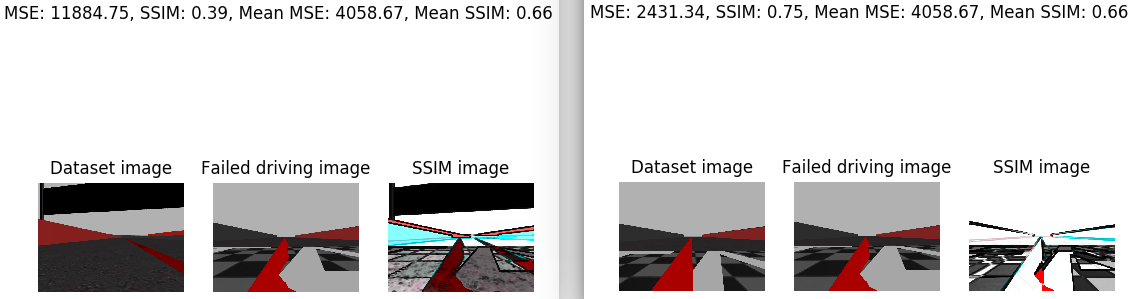 MSE: 11884.75, SSIM: 0.39, Mean MSE: 4058.67, Mean SSIM: 0.66
Dataset image
Failed driving image
SSIM image
MSE: 2431.34, SSIM: 0.75, Mean MSE: 4058.67, Mean SSIM: 0.66
Dataset image
Failed driving image
SSIM image